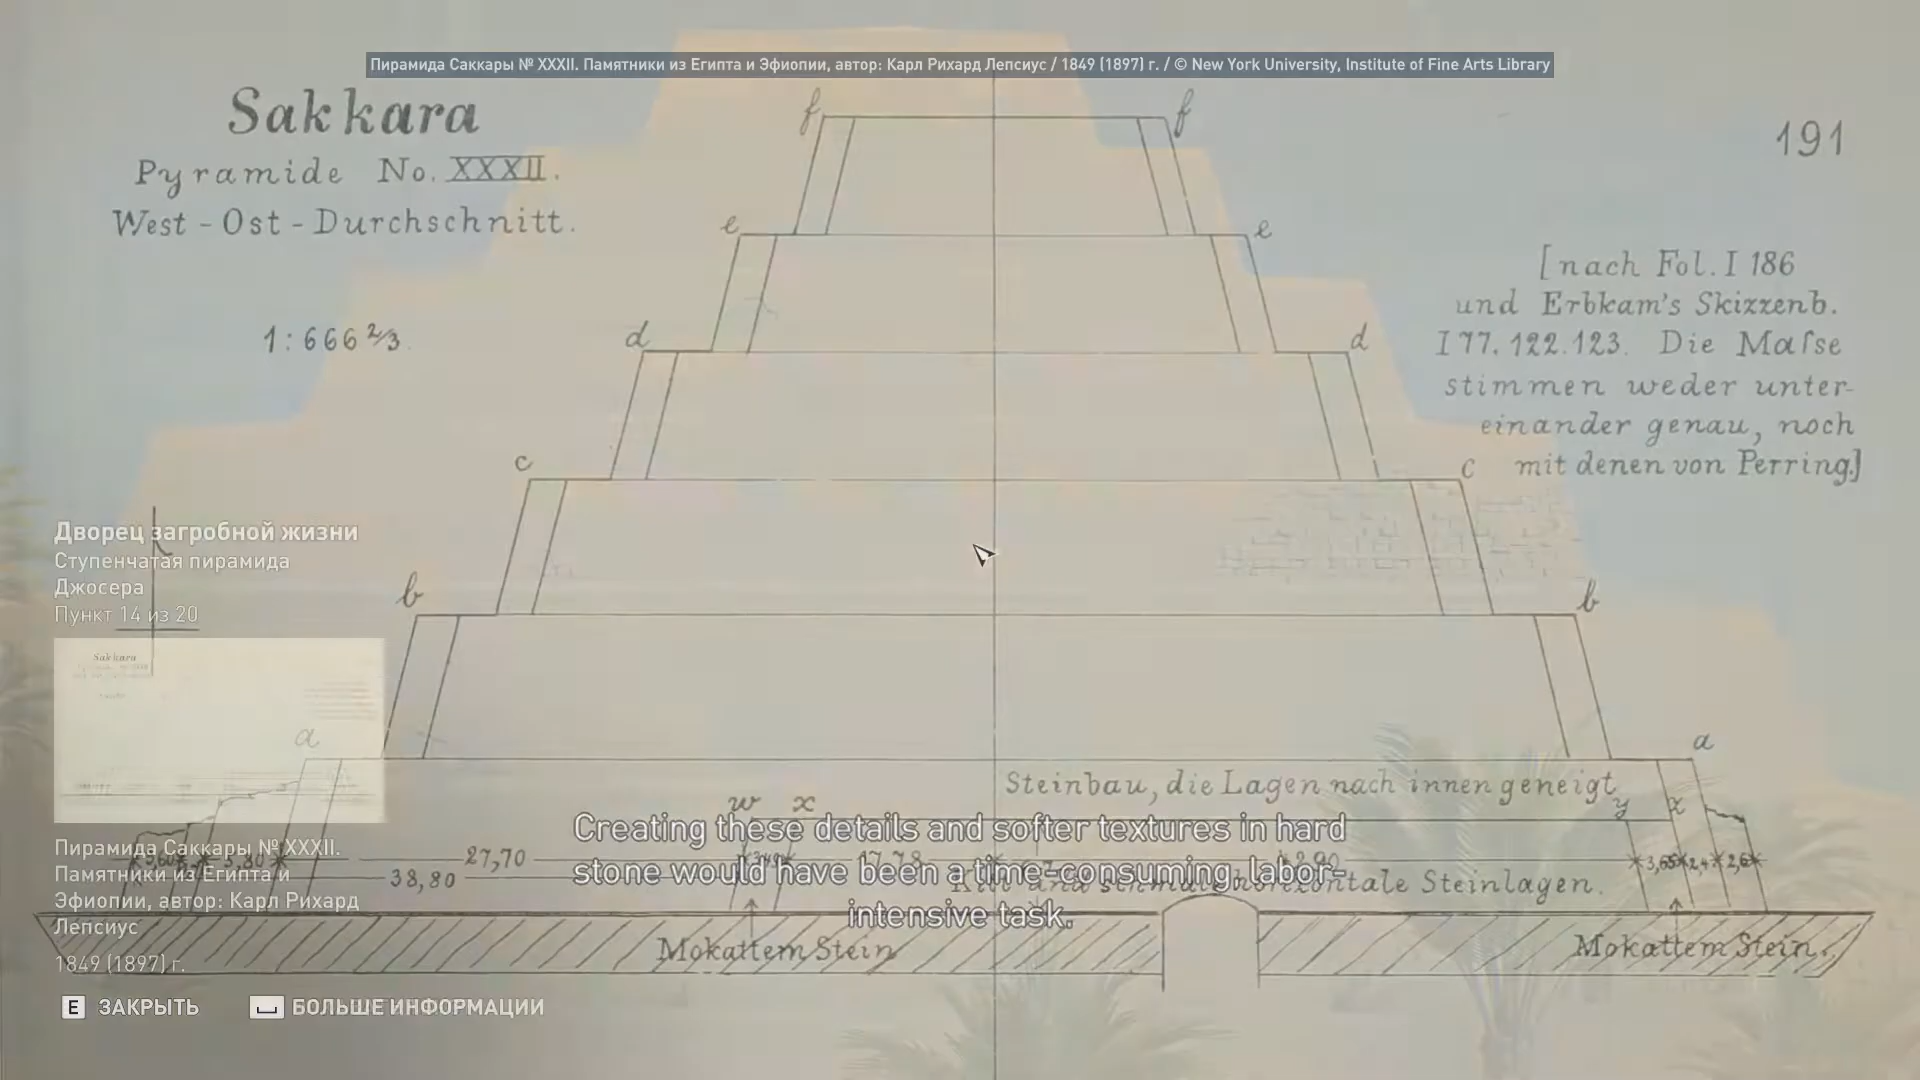 Пирамида Саккары № XXXII. Памятники из Египта и Эфиопии, автор: Карл Рихард Лепсиус / 1849 (1897) г. / © New York University, Institute of Fine Arts Library
Sakkara
Pyramide No. XXXII.
West - Ost - Durchschnitt.
1 : 666 2/3.
191
[nach Fol. I 186
und Erbkam's Skizzenb.
I 77. 122. 123. Die Maſse
stimmen weder unter-
einander genau, noch
mit denen von Perring.]
f f
e e
d d
c c
b b
a a
Дворец загробной жизни
Ступенчатая пирамида
Джосера
Пункт 14 из 20
Sakkara
Steinbau, die Lagen nach innen geneigt
w x y z
Creating these details and softer textures in hard
stone would have been a time-consuming, labor-
intensive task.
27,70
38,80
3,80
horizontale Steinlagen.
Mokattem Stein
Mokattem Stein.
Пирамида Саккары № XXXII.
Памятники из Египта и
Эфиопии, автор: Карл Рихард
Лепсиус
1849 (1897) г.
E ЗАКРЫТЬ
БОЛЬШЕ ИНФОРМАЦИИ